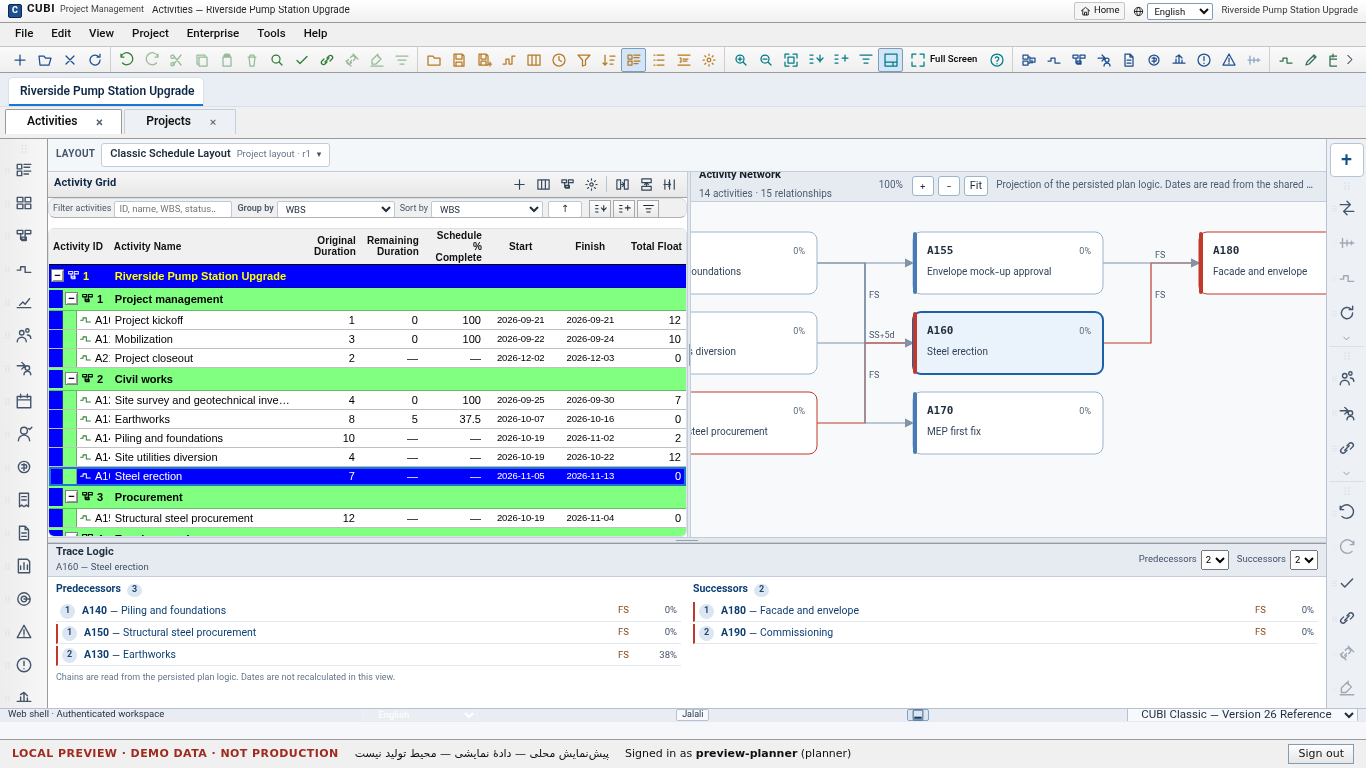 CUBI Project Management Activities — Riverside Pump Station Upgrade Home English Riverside Pump Station Upgrade
File Edit View Project Enterprise Tools Help
Full Screen
Riverside Pump Station Upgrade
Activities × Projects ×
LAYOUT Classic Schedule Layout Project layout · r1
Activity Grid
Filter activities ID, name, WBS, status.. Group by WBS Sort by WBS ↑
Activity ID Activity Name Original Duration Remaining Duration Schedule % Complete Start Finish Total Float
1 Riverside Pump Station Upgrade
1 Project management
A1 Project kickoff 1 0 100 2026-09-21 2026-09-21 12
A1 Mobilization 3 0 100 2026-09-22 2026-09-24 10
A2 Project closeout 2 — — 2026-12-02 2026-12-03 0
2 Civil works
A1 Site survey and geotechnical inve… 4 0 100 2026-09-25 2026-09-30 7
A1 Earthworks 8 5 37.5 2026-10-07 2026-10-16 0
A1 Piling and foundations 10 — — 2026-10-19 2026-11-02 2
A1 Site utilities diversion 4 — — 2026-10-19 2026-10-22 12
A1 Steel erection 7 — — 2026-11-05 2026-11-13 0
3 Procurement
A1 Structural steel procurement 12 — — 2026-10-19 2026-11-04 0
Activity Network
14 activities · 15 relationships 100% + − Fit Projection of the persisted plan logic. Dates are read from the shared …
0%
oundations
A155 0%
Envelope mock-up approval
FS
A180
Facade and envelope
FS
FS
0%
s diversion
SS+5d
A160 0%
Steel erection
FS
0%
steel procurement
A170 0%
MEP first fix
Trace Logic
A160 — Steel erection
Predecessors 2 Successors 2
Predecessors 3
1 A140 — Piling and foundations FS 0%
1 A150 — Structural steel procurement FS 0%
2 A130 — Earthworks FS 38%
Chains are read from the persisted plan logic. Dates are not recalculated in this view.
Successors 2
1 A180 — Facade and envelope FS 0%
2 A190 — Commissioning FS 0%
Web shell · Authenticated workspace English Jalali CUBI Classic — Version 26 Reference
LOCAL PREVIEW · DEMO DATA · NOT PRODUCTION پیش‌نمایش محلی — دادهٔ نمایشی — محیط تولید نیست Signed in as preview-planner (planner) Sign out